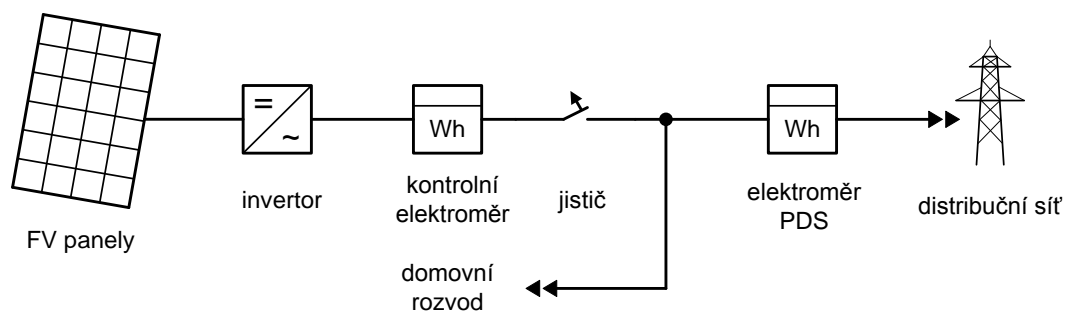 FV panely
=
~
invertor
Wh
kontrolní
elektroměr
jistič
Wh
elektroměr
PDS
distribuční síť
domovní
rozvod